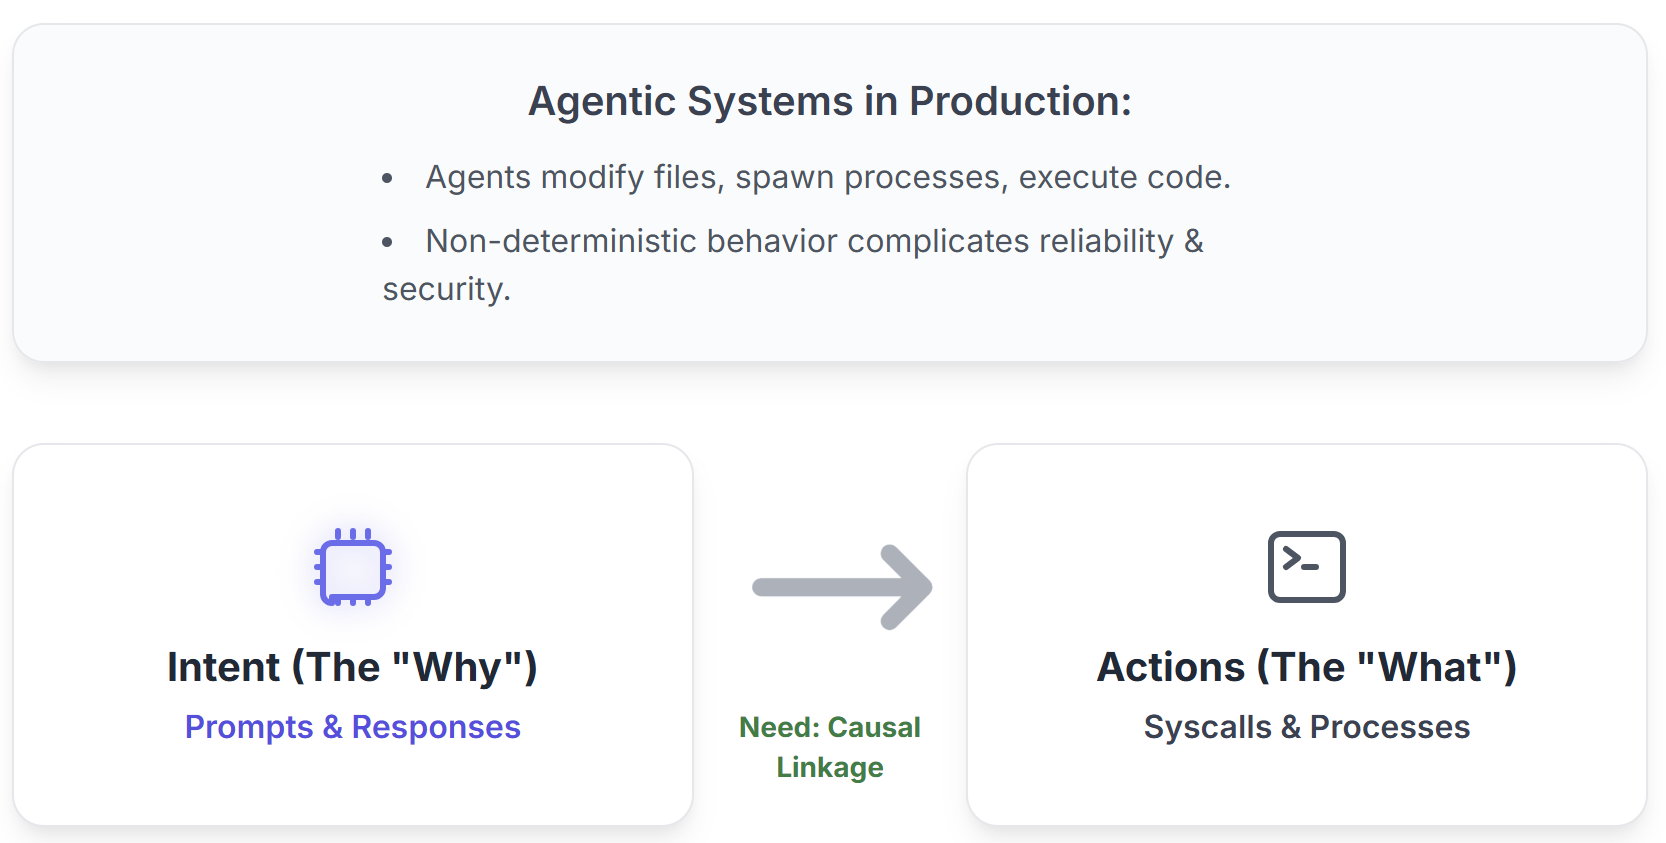 Agentic Systems in Production:
• Agents modify files, spawn processes, execute code.
• Non-deterministic behavior complicates reliability &
security.
Intent (The "Why")
Prompts & Responses
Need: Causal
Linkage
Actions (The "What")
Syscalls & Processes